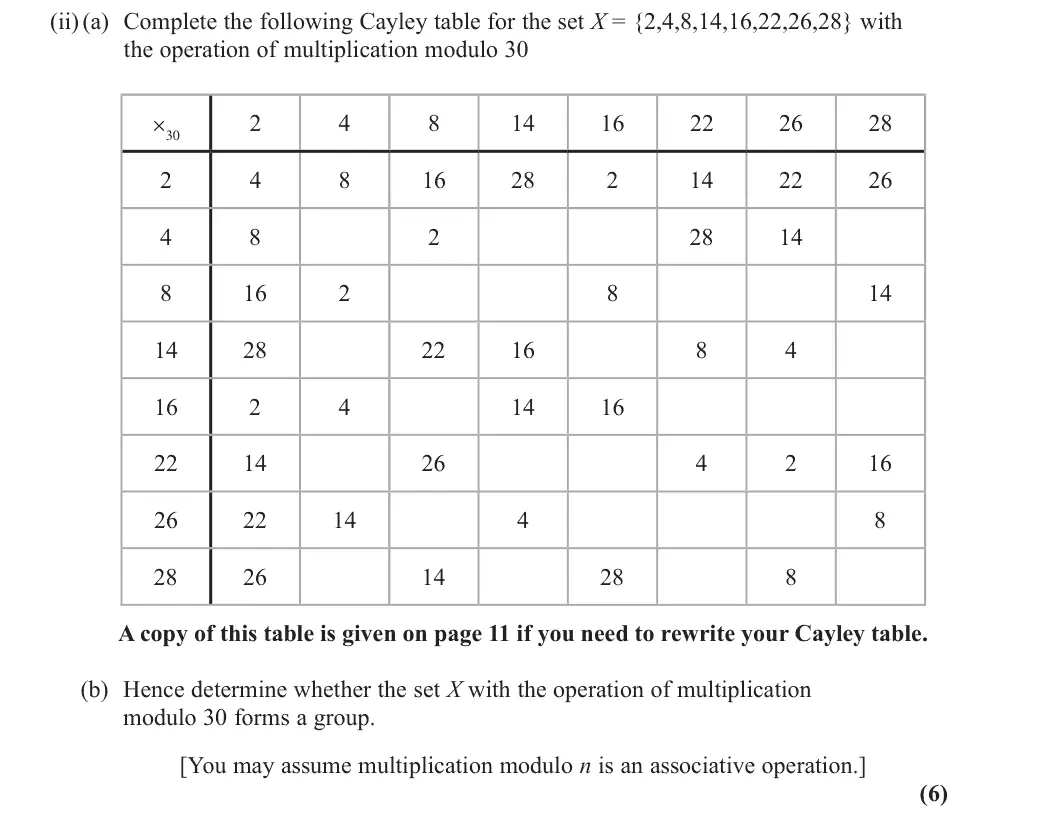 (ii)(a) Complete the following Cayley table for the set X = {2,4,8,14,16,22,26,28} with
the operation of multiplication modulo 30
×30 2 4 8 14 16 22 26 28
2 4 8 16 28 2 14 22 26
4 8 2 28 14
8 16 2 8 14
14 28 22 16 8 4
16 2 4 14 16
22 14 26 4 2 16
26 22 14 4 8
28 26 14 28 8
A copy of this table is given on page 11 if you need to rewrite your Cayley table.
(b) Hence determine whether the set X with the operation of multiplication
modulo 30 forms a group.
[You may assume multiplication modulo n is an associative operation.]
(6)